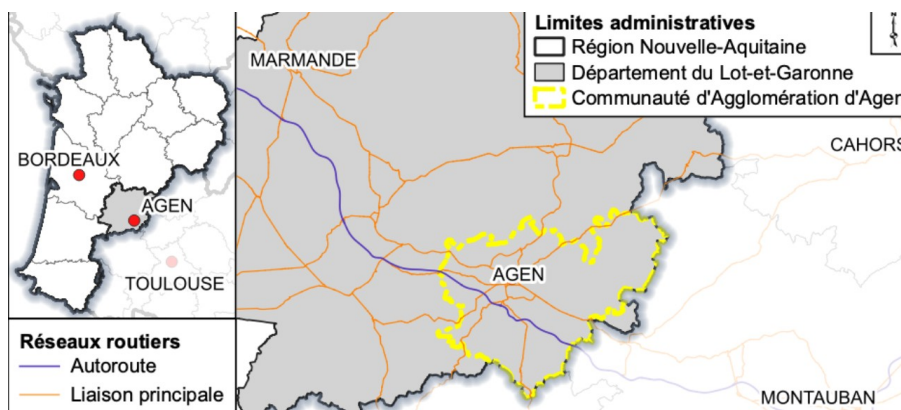 BORDEAUX
AGEN
TOULOUSE
Réseaux routiers
Autoroute
Liaison principale
MARMANDE
AGEN
CAHORS
MONTAUBAN
Limites administratives
Région Nouvelle-Aquitaine
Département du Lot-et-Garonne
Communauté d'Agglomération d'Agen